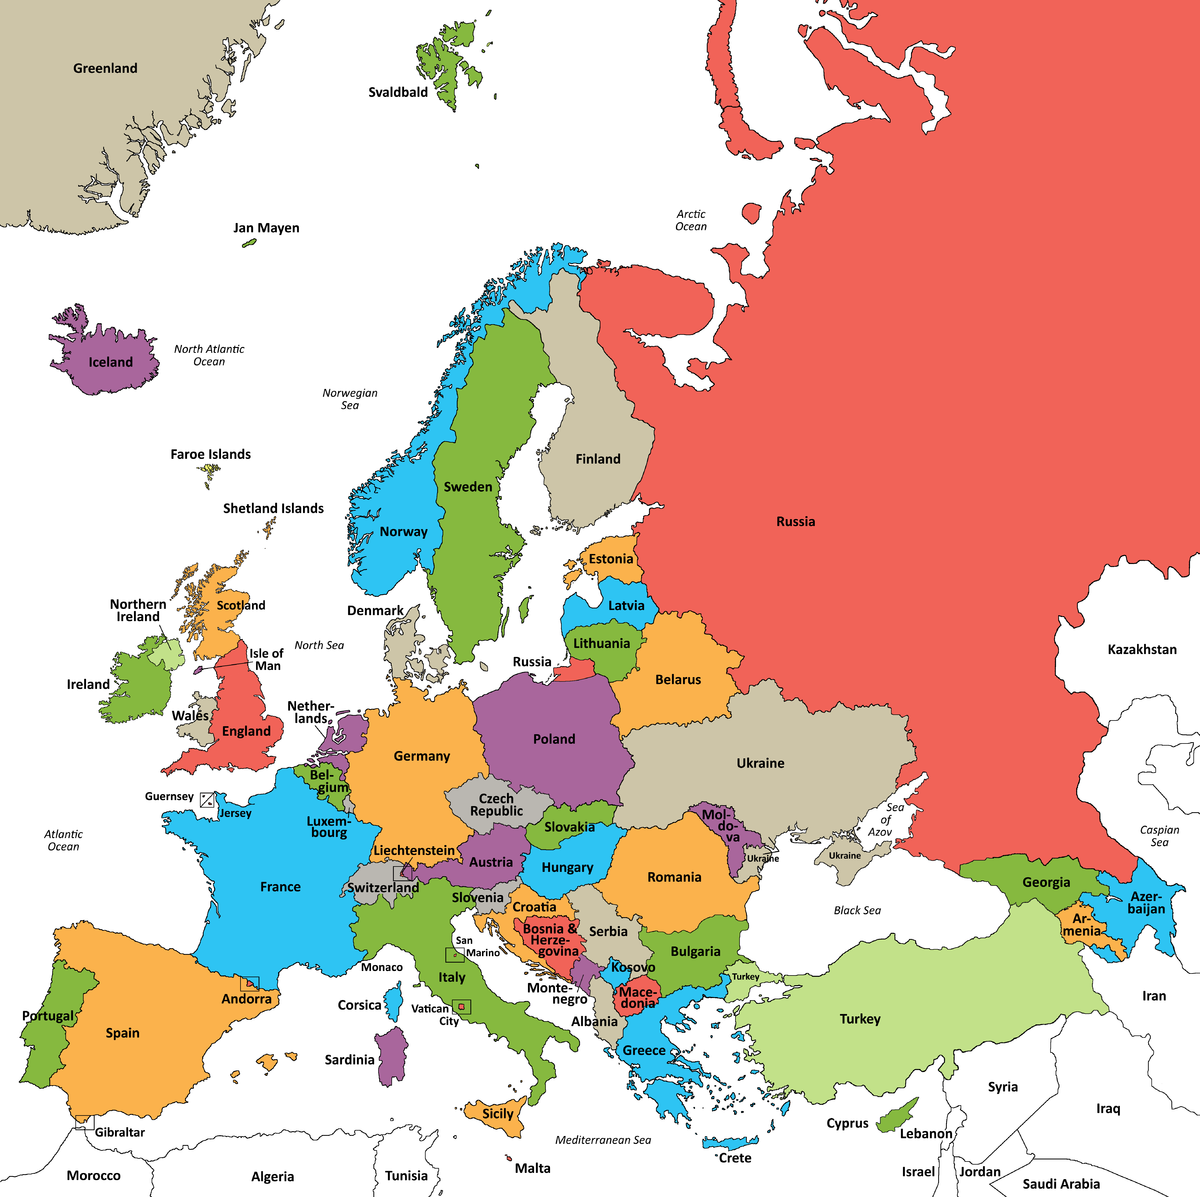 Greenland
Svaldbald
Jan Mayen
Arctic
Ocean
Iceland
North Atlantic
Ocean
Norwegian
Sea
Faroe Islands
Shetland Islands
Finland
Sweden
Norway
Russia
Estonia
Scotland
Northern
Ireland
Denmark
Latvia
Lithuania
North Sea
Isle of
Man
Russia
Kazakhstan
Ireland
Belarus
Wales
England
Nether-
lands
Poland
Germany
Ukraine
Bel-
gium
Guernsey
Jersey
Czech
Republic
Luxem-
bourg
Slovakia
Mol-
do-
va
Sea
of
Azov
Atlantic
Ocean
Caspian
Sea
Liechtenstein
Austria
Hungary
Ukraine
Ukraine
France
Switzerland
Romania
Georgia
Slovenia
Croatia
Azer-
baijan
Black Sea
Ar-
menia
Bosnia &
Herze-
govina
Serbia
San
Marino
Bulgaria
Monaco
Italy
Kosovo
Turkey
Andorra
Corsica
Vatican
City
Monte-
negro
Mace-
donia
Iran
Portugal
Spain
Albania
Turkey
Greece
Sardinia
Syria
Sicily
Iraq
Cyprus
Lebanon
Gibraltar
Mediterranean Sea
Crete
Malta
Morocco
Algeria
Tunisia
Israel
Jordan
Saudi Arabia